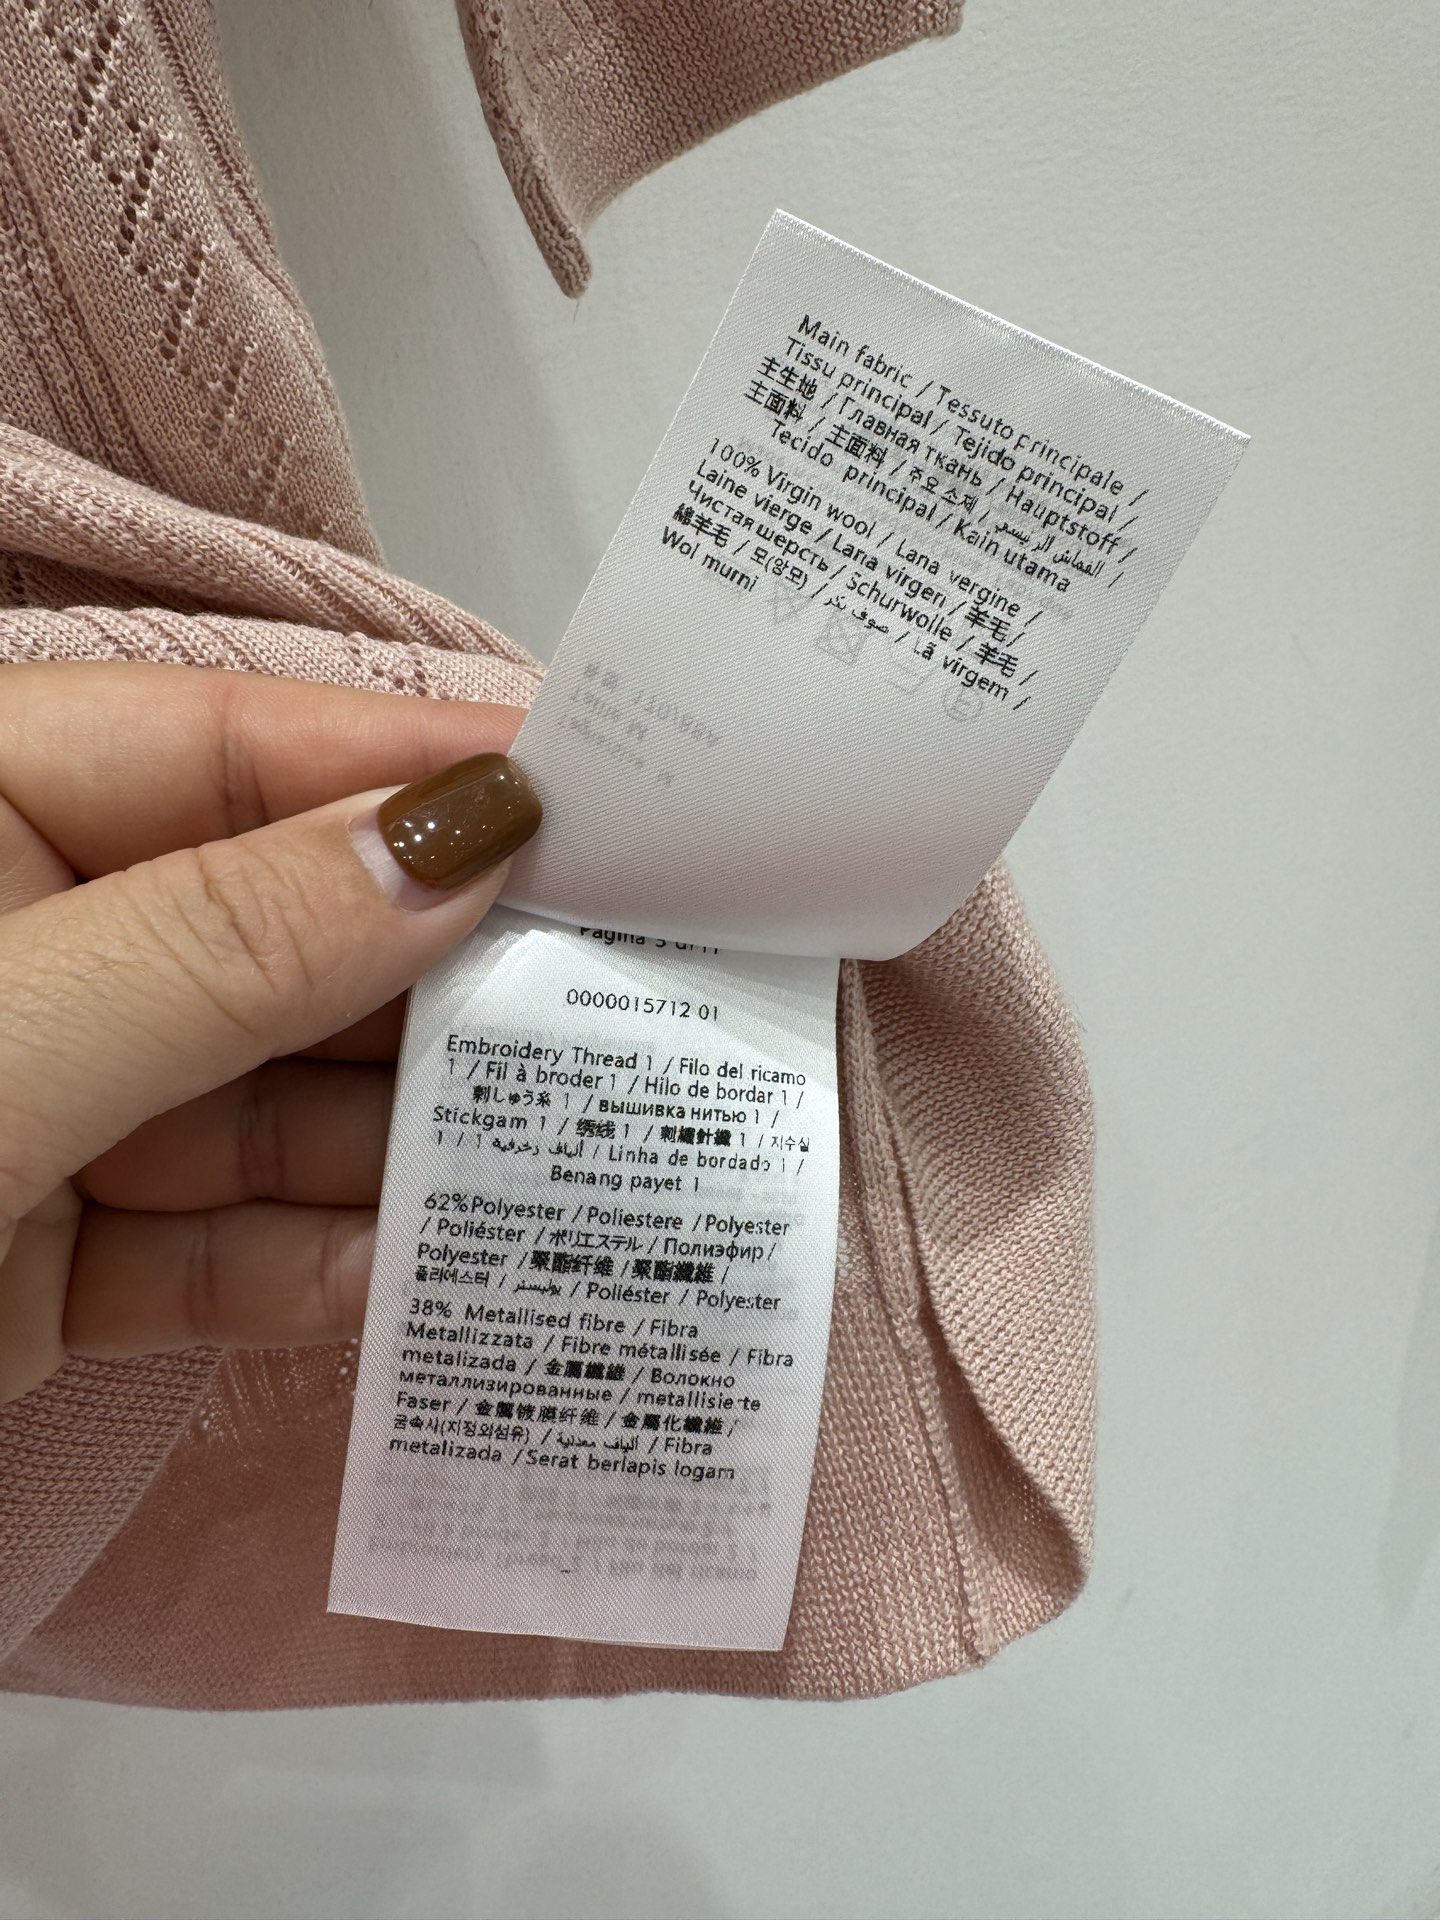 Main fabric / Tessuto principale /
Tissu principal / Tejido principal /
主生地 / Главная ткань / Hauptstoff /
主面料 / 主面料 / 주요 소재 / القماش الرئيسي /
Tecido principal / Kain utama
100% Virgin wool / Lana vergine /
Laine vierge / Lana virgen / 羊毛 /
Чистая шерсть / Schurwolle / 羊毛 /
綿羊毛 / 모(양모) / صوف بكر / Lã virgem /
Wol murni
Pagina 5 di 11
0000015712 01
Embroidery Thread 1 / Filo del ricamo
1 / Fil à broder 1 / Hilo de bordar 1 /
刺しゅう糸 1 / вышивка нитью 1 /
Stickgarn 1 / 绣线 1 / 刺繡針纖 1 / 자수실
1 / 1 ألياف زخرفية / Linha de bordado 1 /
Benang payet 1
62%Polyester / Poliestere / Polyester
/ Poliéster / ポリエステル / Полиэфир /
Polyester / 聚酯纤维 / 聚酯纖維 /
폴리에스터 / بوليستر / Poliéster / Polyester
38% Metallised fibre / Fibra
Metallizzata / Fibre métallisée / Fibra
metalizada / 金属繊維 / Волокно
металлизированные / metallisierte
Faser / 金属镀膜纤维 / 金屬化纖維 /
금속사(지정외섬유) / ألياف معدنية / Fibra
metalizada / Serat berlapis logam